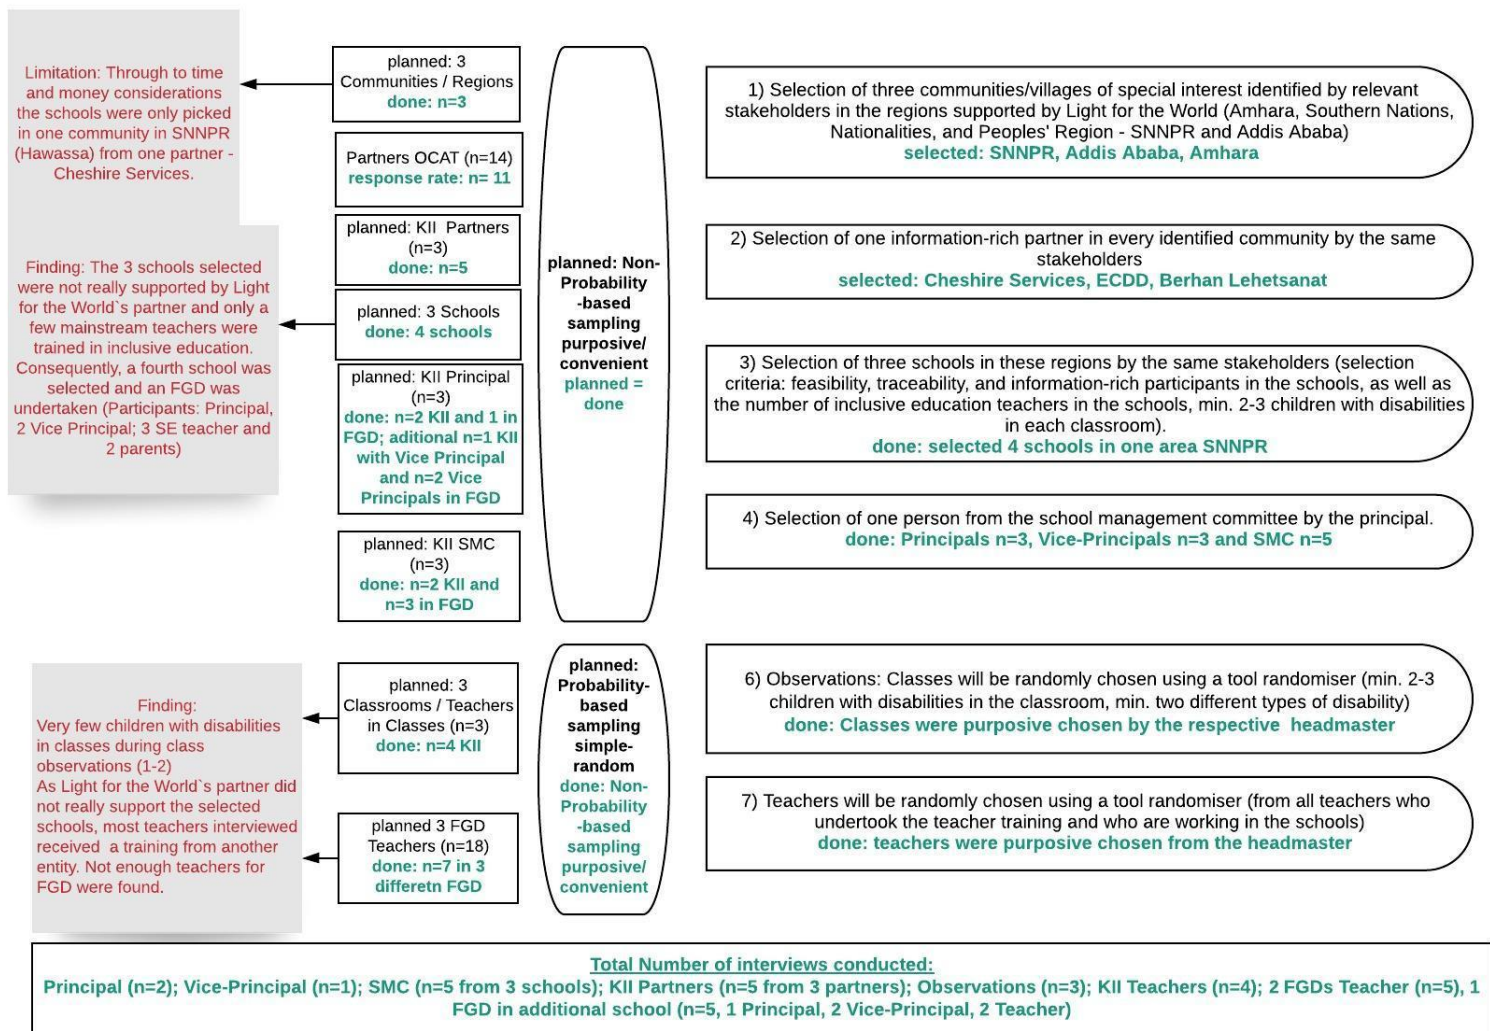 Limitation: Through to time
and money considerations
the schools were only picked
in one community in SNNPR
(Hawassa) from one partner -
Cheshire Services.
Finding: The 3 schools selected
were not really supported by Light
for the World`s partner and only a
few mainstream teachers were
trained in inclusive education.
Consequently, a fourth school was
selected and an FGD was
undertaken (Participants: Principal,
2 Vice Principal; 3 SE teacher and
2 parents)
planned: 3
Communities / Regions
done: n=3
Partners OCAT (n=14)
response rate: n= 11
planned: KII Partners
(n=3)
done: n=5
planned: 3 Schools
done: 4 schools
planned: KII Principal
(n=3)
done: n=2 KII and 1 in
FGD; aditional n=1 KII
with Vice Principal
and n=2 Vice
Principals in FGD
planned: KII SMC
(n=3)
done: n=2 KII and
n=3 in FGD
planned: Non-
Probability
-based
sampling
purposive/
convenient
planned =
done
1) Selection of three communities/villages of special interest identified by relevant
stakeholders in the regions supported by Light for the World (Amhara, Southern Nations,
Nationalities, and Peoples' Region - SNNPR and Addis Ababa)
selected: SNNPR, Addis Ababa, Amhara
2) Selection of one information-rich partner in every identified community by the same
stakeholders
selected: Cheshire Services, ECDD, Berhan Lehetsanat
3) Selection of three schools in these regions by the same stakeholders (selection
criteria: feasibility, traceability, and information-rich participants in the schools, as well as
the number of inclusive education teachers in the schools, min. 2-3 children with disabilities
in each classroom).
done: selected 4 schools in one area SNNPR
4) Selection of one person from the school management committee by the principal.
done: Principals n=3, Vice-Principals n=3 and SMC n=5
Finding:
Very few children with disabilities
in classes during class
observations (1-2)
As Light for the World`s partner did
not really support the selected
schools, most teachers interviewed
received a training from another
entity. Not enough teachers for
FGD were found.
planned: 3
Classrooms / Teachers
in Classes (n=3)
done: n=4 KII
planned 3 FGD
Teachers (n=18)
done: n=7 in 3
differetn FGD
planned:
Probability-
based
sampling
simple-
random
done: Non-
Probability
-based
sampling
purposive/
convenient
6) Observations: Classes will be randomly chosen using a tool randomiser (min. 2-3
children with disabilities in the classroom, min. two different types of disability)
done: Classes were purposive chosen by the respective headmaster
7) Teachers will be randomly chosen using a tool randomiser (from all teachers who
undertook the teacher training and who are working in the schools)
done: teachers were purposive chosen from the headmaster
Total Number of interviews conducted:
Principal (n=2); Vice-Principal (n=1); SMC (n=5 from 3 schools); KII Partners (n=5 from 3 partners); Observations (n=3); KII Teachers (n=4); 2 FGDs Teacher (n=5), 1
FGD in additional school (n=5, 1 Principal, 2 Vice-Principal, 2 Teacher)